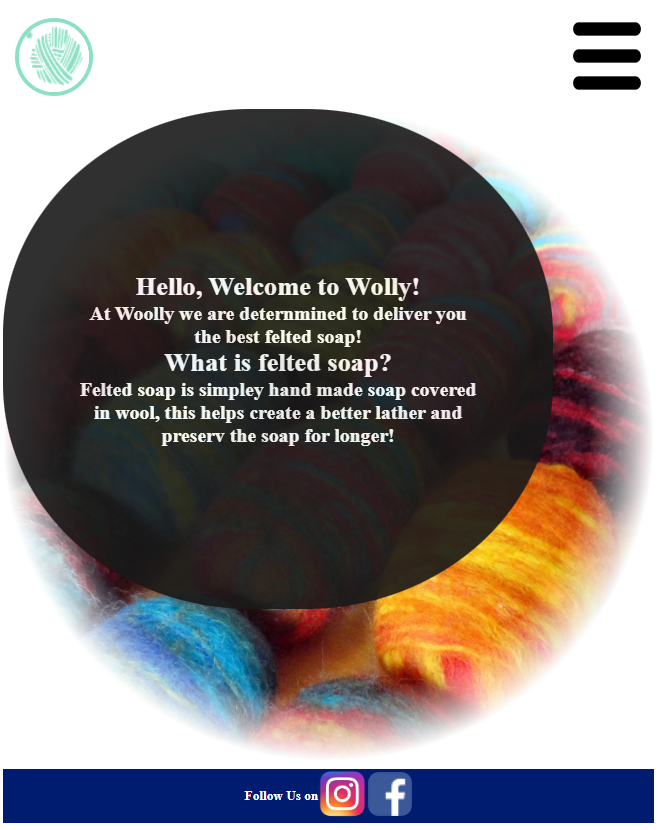 Hello, Welcome to Wolly!
At Woolly we are deternmined to deliver you
the best felted soap!
What is felted soap?
Felted soap is simpley hand made soap covered
in wool, this helps create a better lather and
preserv the soap for longer!
Follow Us on